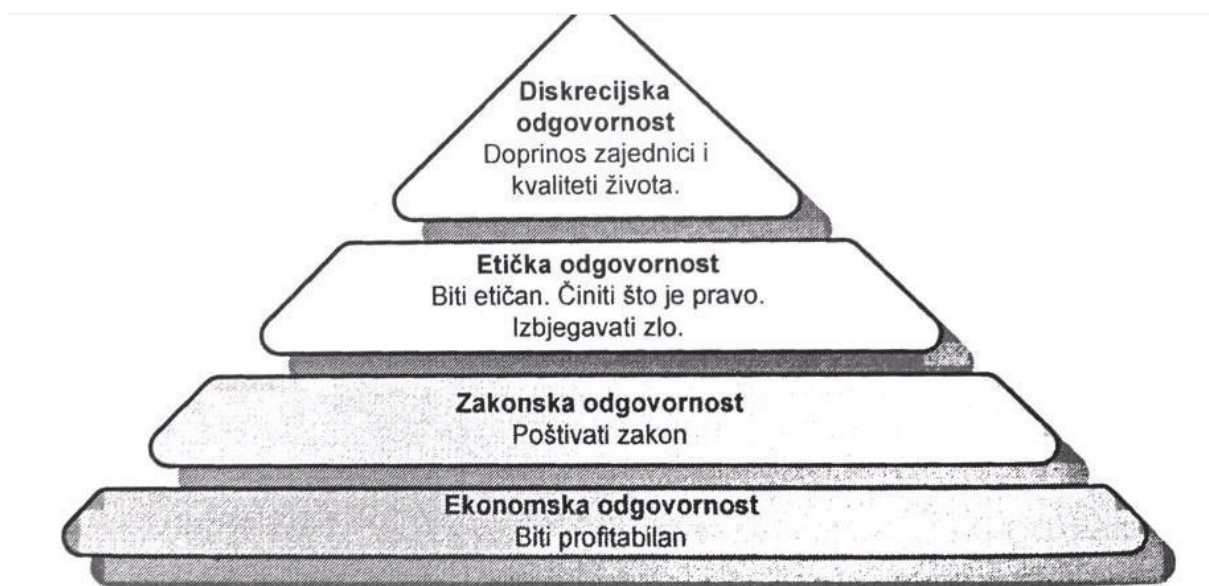 Diskrecijska
odgovornost
Doprinos zajednici i
kvaliteti života.
Etička odgovornost
Biti etičan. Činiti što je pravo.
Izbjegavati zlo.
Zakonska odgovornost
Poštivati zakon
Ekonomska odgovornost
Biti profitabilan